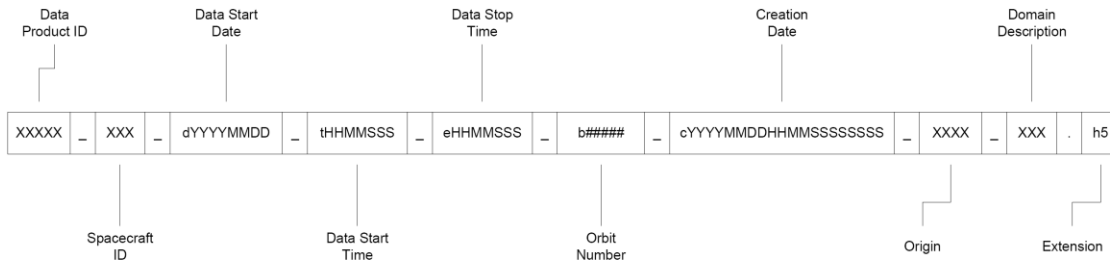 Data
Product ID
Data Start
Date
Data Stop
Time
Creation
Date
Domain
Description
XXXXX _ XXX _ dYYYYMMDD _ tHHMMSSS _ eHHMMSSS _ b##### _ cYYYYMMDDHHMMSSSSSSSS _ XXXX _ XXX . h5
Spacecraft
ID
Data Start
Time
Orbit
Number
Origin
Extension